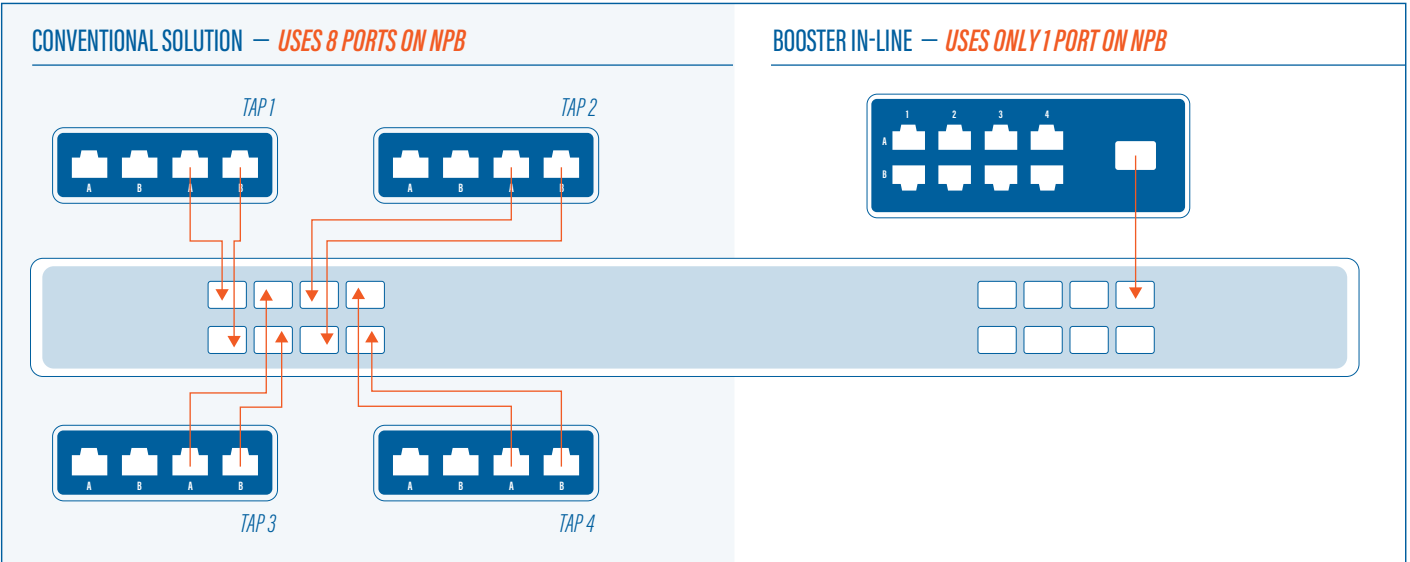 CONVENTIONAL SOLUTION — USES 8 PORTS ON NPB
BOOSTER IN-LINE — USES ONLY 1 PORT ON NPB
TAP 1
TAP 2
A B A B
A B A B
1 2 3 4
A
B
A B A B
A B A B
TAP 3
TAP 4